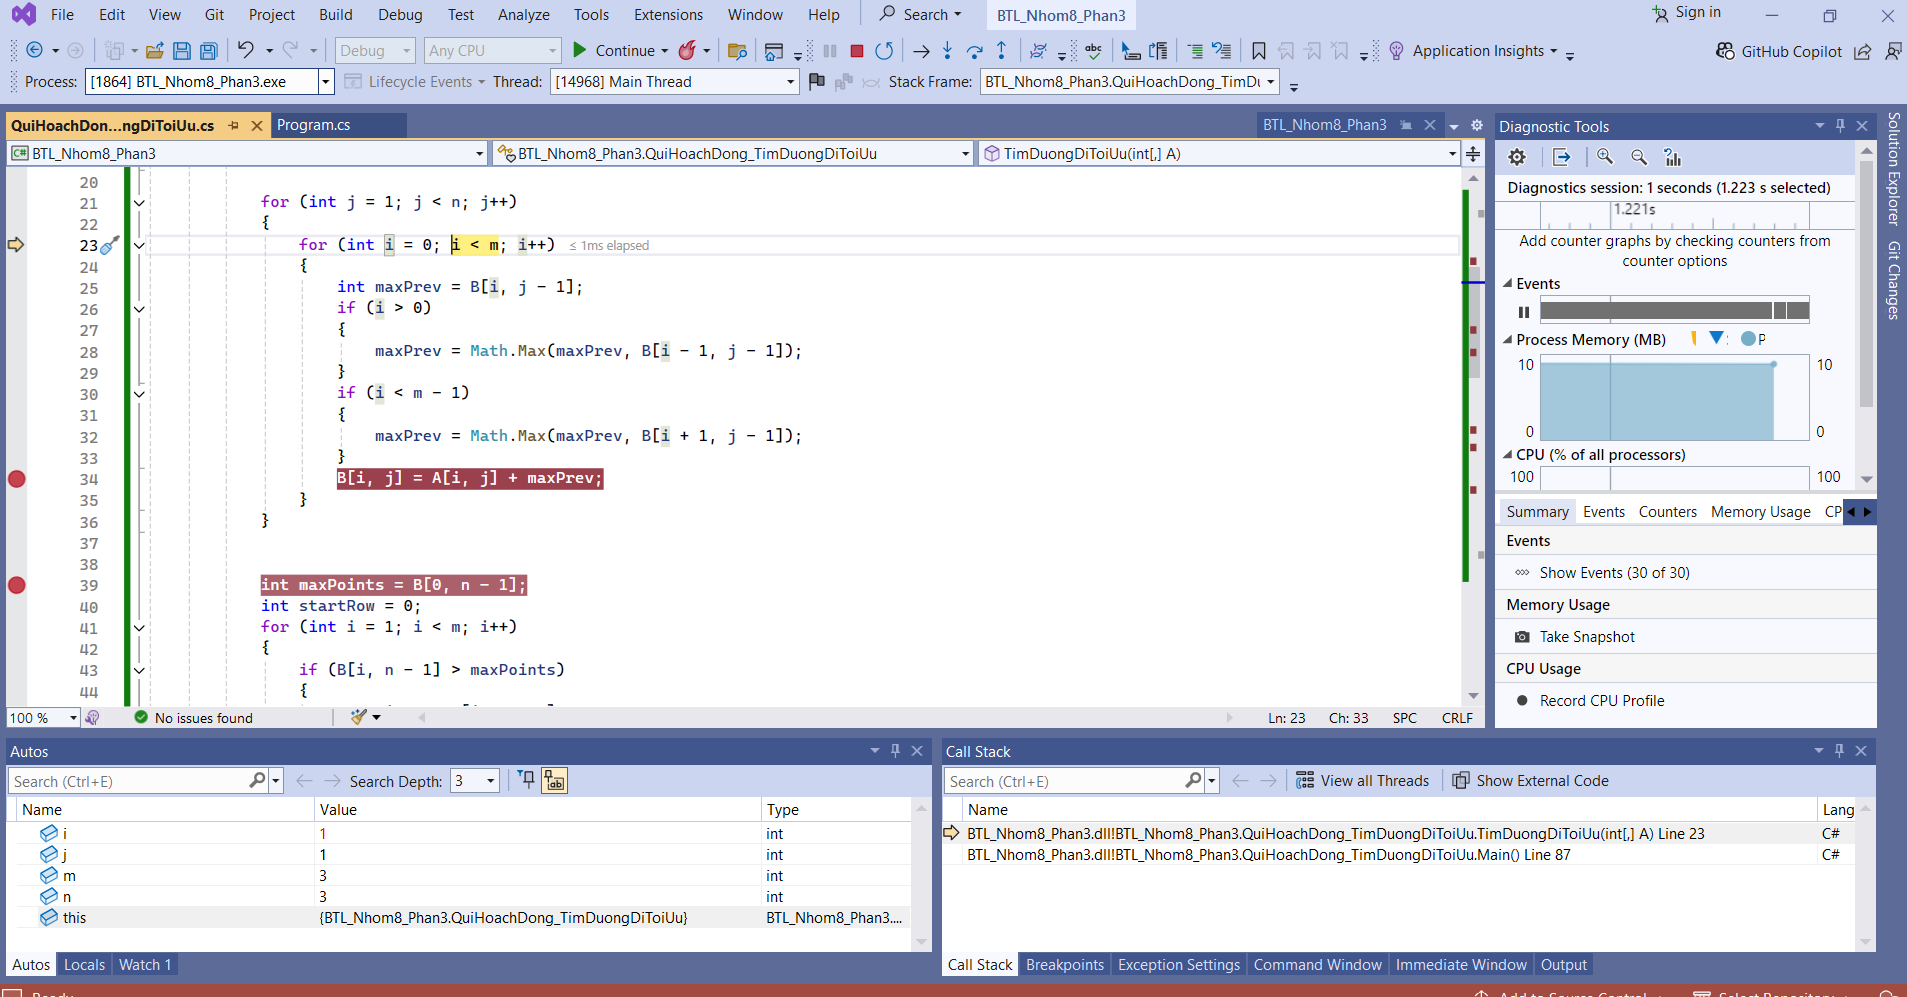 File Edit View Git Project Build Debug Test Analyze Tools Extensions Window Help Search BTL_Nhom8_Phan3 Sign in
Debug Any CPU Continue Application Insights GitHub Copilot
Process: [1864] BTL_Nhom8_Phan3.exe Lifecycle Events Thread: [14968] Main Thread Stack Frame: BTL_Nhom8_Phan3.QuiHoachDong_TimDu
QuiHoachDon...ngDiToiUu.cs Program.cs BTL_Nhom8_Phan3
BTL_Nhom8_Phan3 BTL_Nhom8_Phan3.QuiHoachDong_TimDuongDiToiUu TimDuongDiToiUu(int[,] A)
20
21 for (int j = 1; j < n; j++)
22 {
23 for (int i = 0; i < m; i++) ≤ 1ms elapsed
24 {
25 int maxPrev = B[i, j - 1];
26 if (i > 0)
27 {
28 maxPrev = Math.Max(maxPrev, B[i - 1, j - 1]);
29 }
30 if (i < m - 1)
31 {
32 maxPrev = Math.Max(maxPrev, B[i + 1, j - 1]);
33 }
34 B[i, j] = A[i, j] + maxPrev;
35 }
36 }
37
38
39 int maxPoints = B[0, n - 1];
40 int startRow = 0;
41 for (int i = 1; i < m; i++)
42 {
43 if (B[i, n - 1] > maxPoints)
44 {
100 % No issues found Ln: 23 Ch: 33 SPC CRLF
Diagnostic Tools
Diagnostics session: 1 seconds (1.223 s selected)
1.221s
Add counter graphs by checking counters from
counter options
Events
Process Memory (MB) P
10 10
0 0
CPU (% of all processors)
100 100
Summary Events Counters Memory Usage CP
Events
Show Events (30 of 30)
Memory Usage
Take Snapshot
CPU Usage
Record CPU Profile
Solution Explorer
Git Changes
Autos
Search (Ctrl+E) Search Depth: 3
Name Value Type
i 1 int
j 1 int
m 3 int
n 3 int
this {BTL_Nhom8_Phan3.QuiHoachDong_TimDuongDiToiUu} BTL_Nhom8_Phan3....
Autos Locals Watch 1
Call Stack
Search (Ctrl+E) View all Threads Show External Code
Name Lang
BTL_Nhom8_Phan3.dll!BTL_Nhom8_Phan3.QuiHoachDong_TimDuongDiToiUu.TimDuongDiToiUu(int[,] A) Line 23 C#
BTL_Nhom8_Phan3.dll!BTL_Nhom8_Phan3.QuiHoachDong_TimDuongDiToiUu.Main() Line 87 C#
Call Stack Breakpoints Exception Settings Command Window Immediate Window Output
Ready Add to Source Control Select Repository